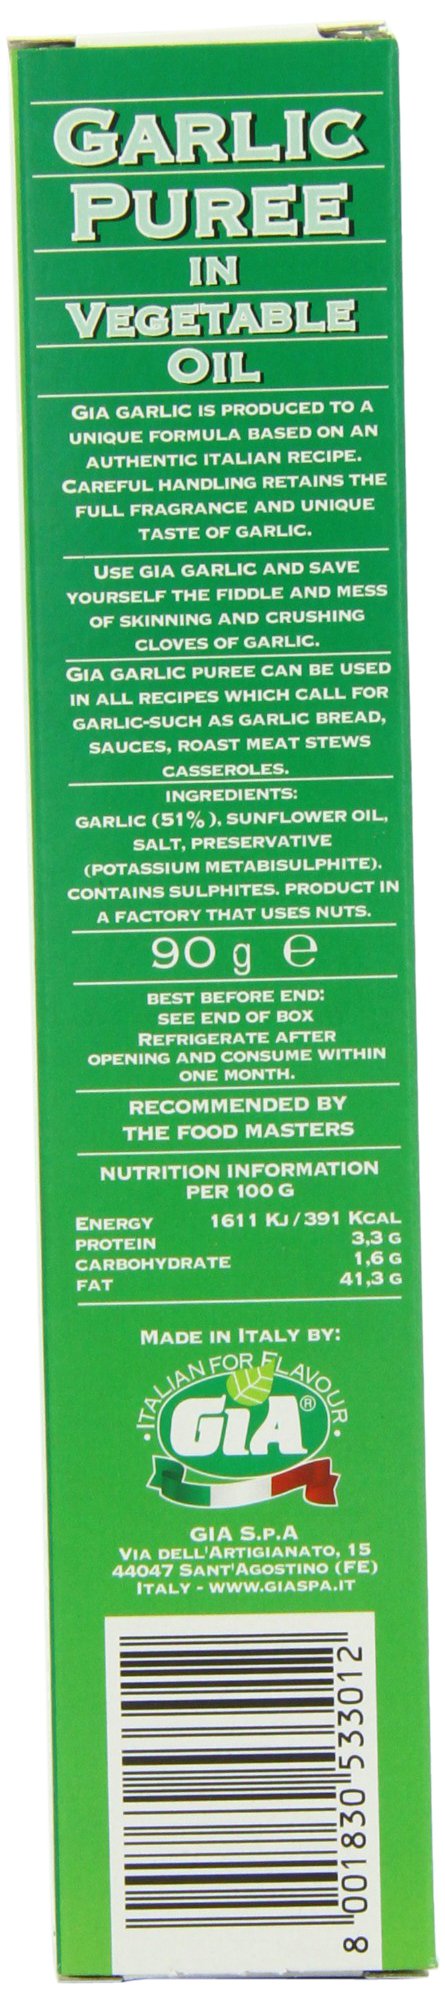 GARLIC
PUREE
IN
VEGETABLE
OIL
GIA GARLIC IS PRODUCED TO A
UNIQUE FORMULA BASED ON AN
AUTHENTIC ITALIAN RECIPE.
CAREFUL HANDLING RETAINS THE
FULL FRAGRANCE AND UNIQUE
TASTE OF GARLIC.
USE GIA GARLIC AND SAVE
YOURSELF THE FIDDLE AND MESS
OF SKINNING AND CRUSHING
CLOVES OF GARLIC.
GIA GARLIC PUREE CAN BE USED
IN ALL RECIPES WHICH CALL FOR
GARLIC-SUCH AS GARLIC BREAD,
SAUCES, ROAST MEAT STEWS
CASSEROLES.
INGREDIENTS:
GARLIC (51%), SUNFLOWER OIL,
SALT, PRESERVATIVE
(POTASSIUM METABISULPHITE).
CONTAINS SULPHITES. PRODUCT IN
A FACTORY THAT USES NUTS.
90 g e
BEST BEFORE END:
SEE END OF BOX
REFRIGERATE AFTER
OPENING AND CONSUME WITHIN
ONE MONTH.
RECOMMENDED BY
THE FOOD MASTERS
NUTRITION INFORMATION
PER 100 G
ENERGY 1611 KJ/391 KCAL
PROTEIN 3,3 G
CARBOHYDRATE 1,6 G
FAT 41,3 G
MADE IN ITALY BY:
•ITALIAN FOR FLAVOUR•
GIA®
GIA S.P.A
VIA DELL'ARTIGIANATO, 15
44047 SANT'AGOSTINO (FE)
ITALY - WWW.GIASPA.IT
8 001830 533012